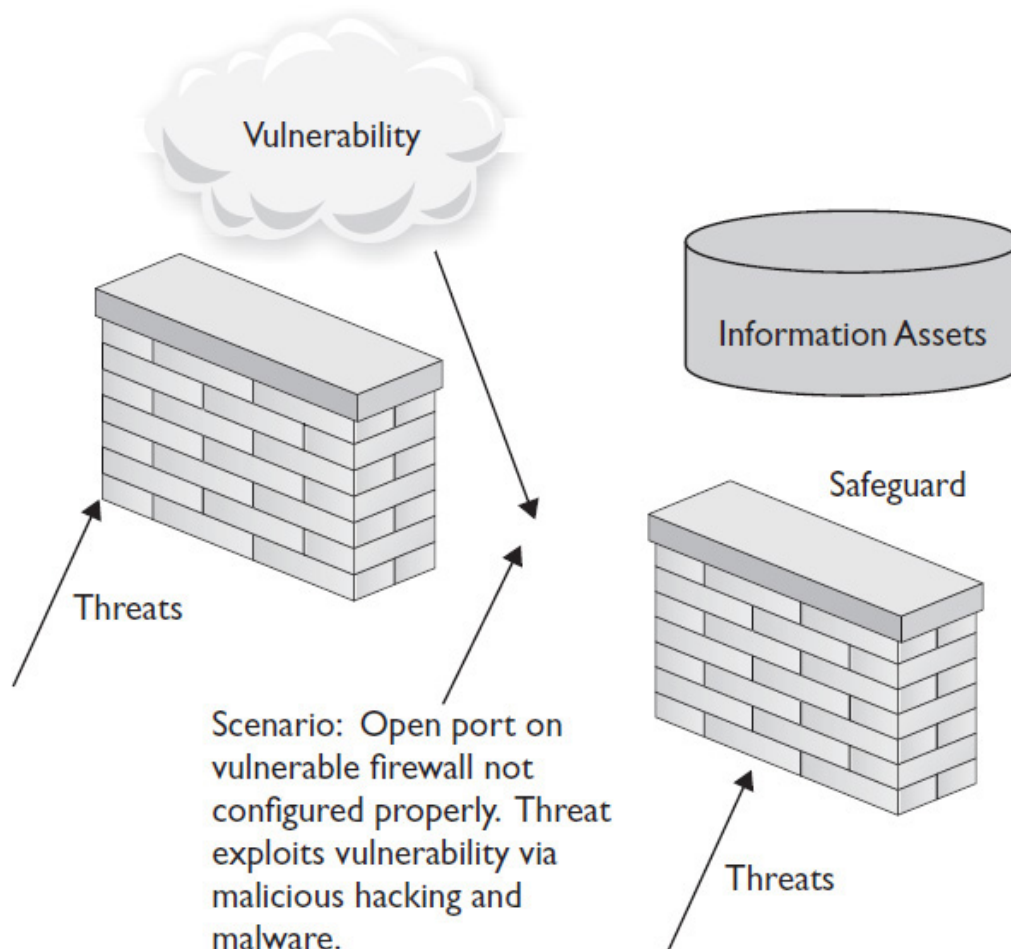 Vulnerability
Information Assets
Safeguard
Threats
Scenario: Open port on
vulnerable firewall not
configured properly. Threat
exploits vulnerability via
malicious hacking and
malware.
Threats